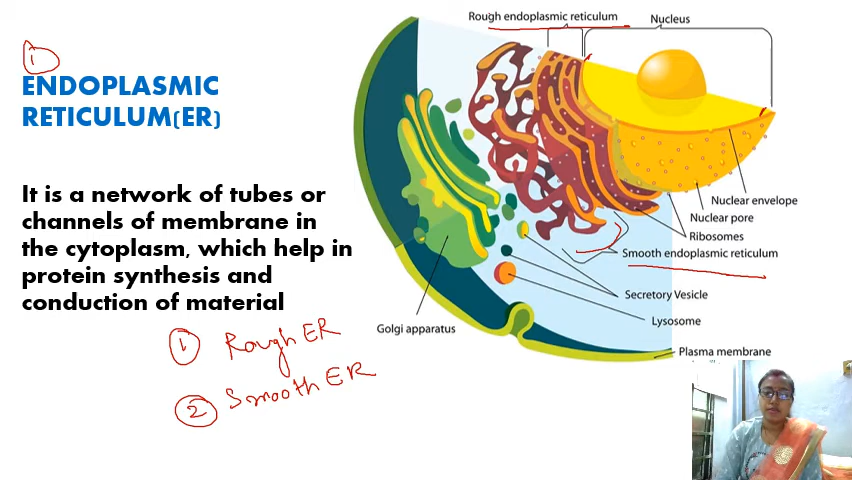 1
ENDOPLASMIC
RETICULUM(ER)
It is a network of tubes or
channels of membrane in
the cytoplasm, which help in
protein synthesis and
conduction of material
1 Rough ER
2 Smooth ER
Rough endoplasmic reticulum
Nucleus
Nuclear envelope
Nuclear pore
Ribosomes
Smooth endoplasmic reticulum
Secretory Vesicle
Lysosome
Golgi apparatus
Plasma membrane